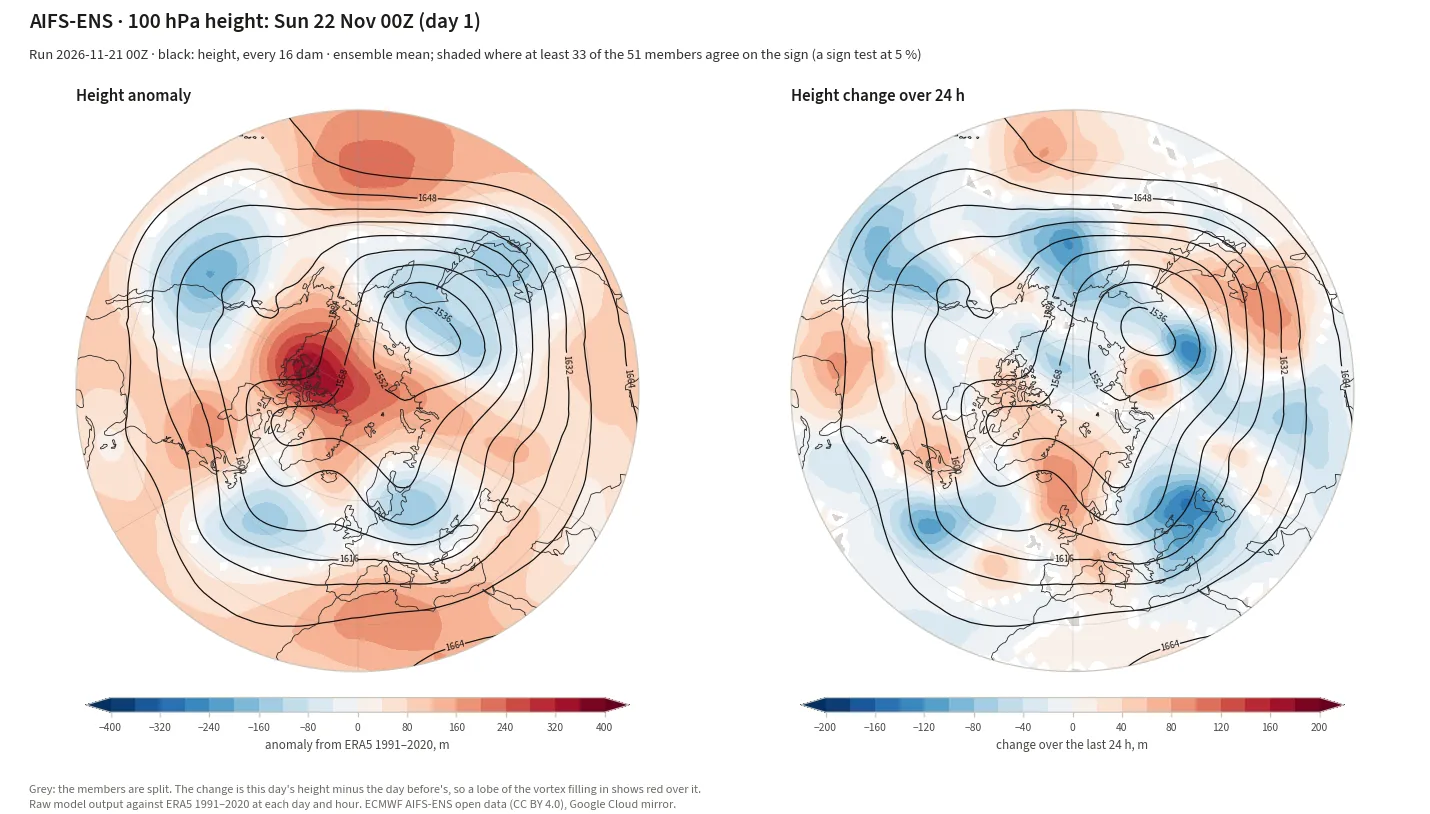 AIFS-ENS · 100 hPa height: Sun 22 Nov 00Z (day 1)
Run 2026-11-21 00Z · black: height, every 16 dam · ensemble mean; shaded where at least 33 of the 51 members agree on the sign (a sign test at 5 %)
Height anomaly
Height change over 24 h
1648
1536
1568
1552
1632
1664
1616
1664
1648
1536
1568
1552
1632
1664
1616
1664
−400 −320 −240 −160 −80 0 80 160 240 320 400
anomaly from ERA5 1991–2020, m
−200 −160 −120 −80 −40 0 40 80 120 160 200
change over the last 24 h, m
Grey: the members are split. The change is this day's height minus the day before's, so a lobe of the vortex filling in shows red over it.
Raw model output against ERA5 1991–2020 at each day and hour. ECMWF AIFS-ENS open data (CC BY 4.0), Google Cloud mirror.